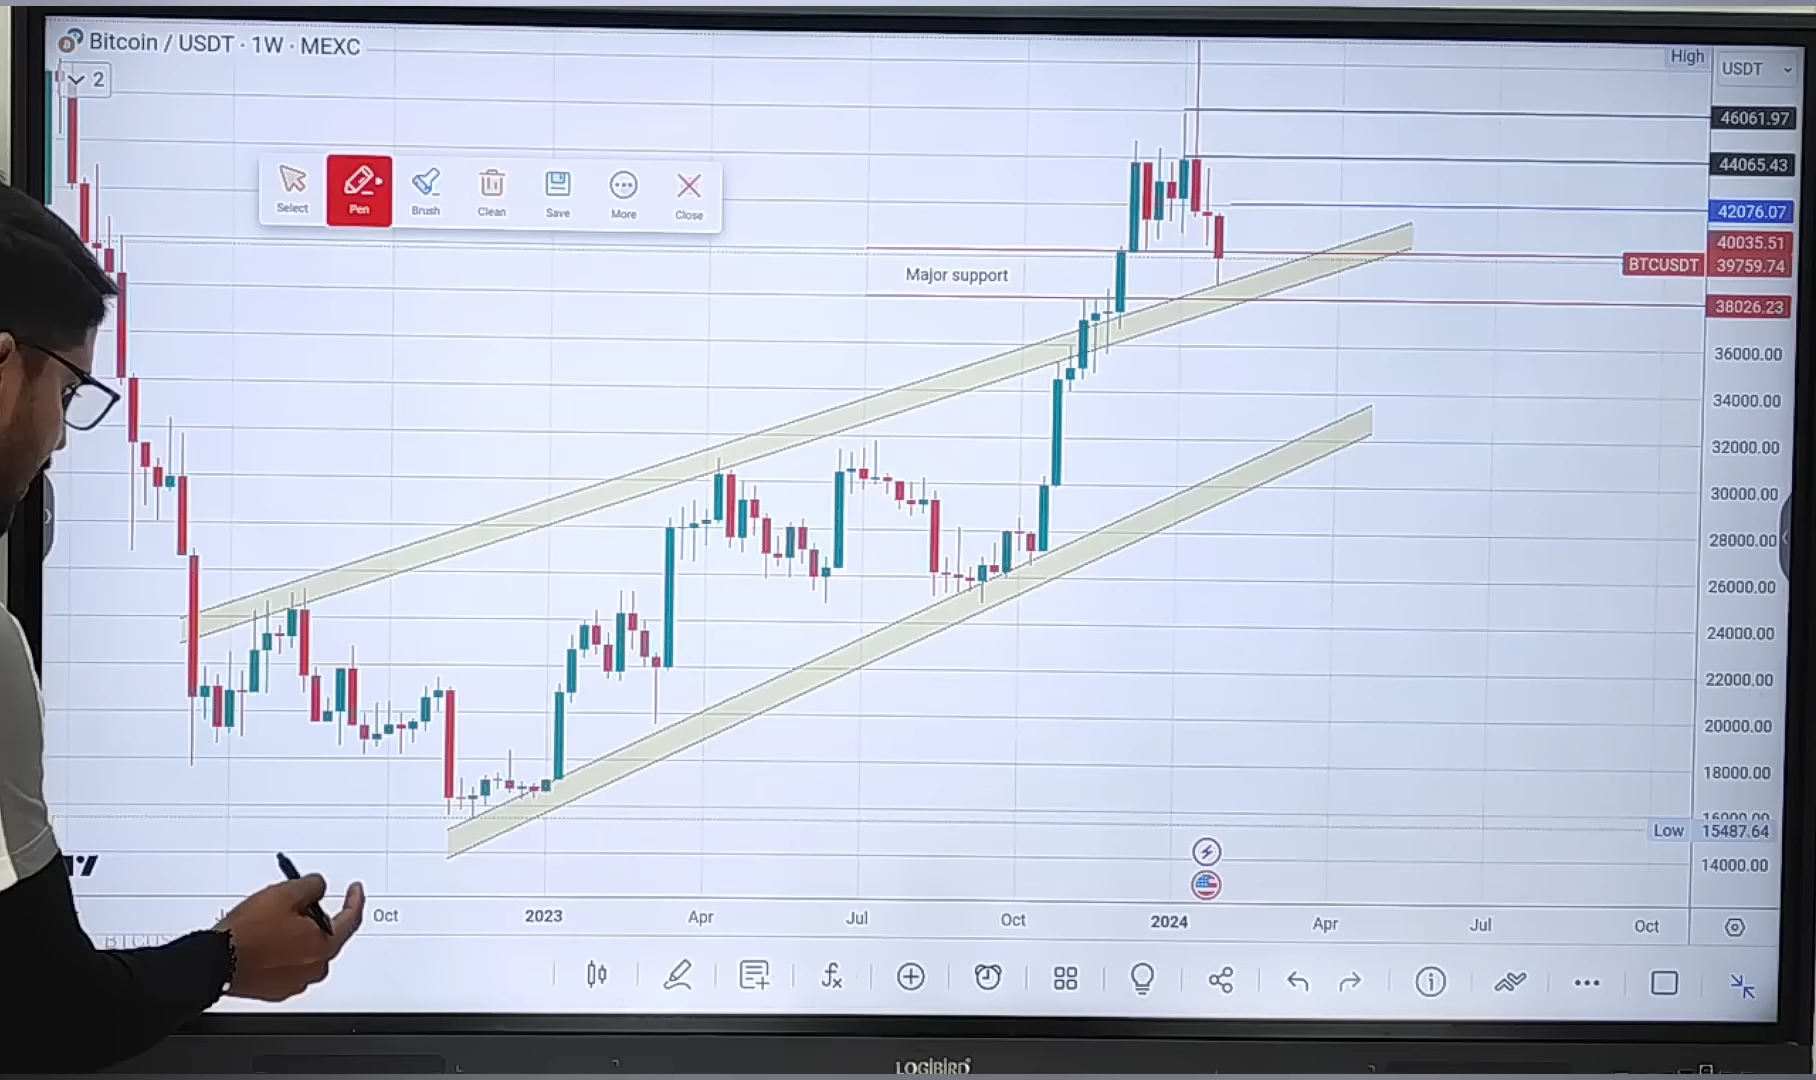 Bitcoin / USDT · 1W · MEXC
2
High
USDT
46061.97
44065.43
42076.07
40035.51
BTCUSDT 39759.74
38026.23
36000.00
34000.00
32000.00
30000.00
28000.00
26000.00
24000.00
22000.00
20000.00
18000.00
16000.00
Low 15487.64
14000.00
Select Pen Brush Clean Save More Close
Major support
Oct 2023 Apr Jul Oct 2024 Apr Jul Oct
LOGIBIRD